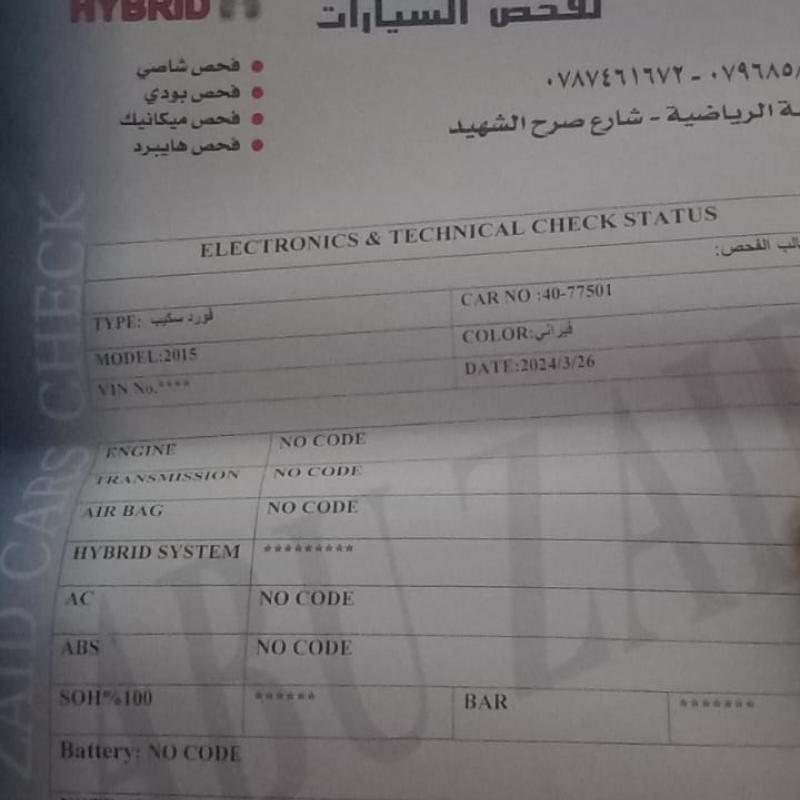 HYBRID
لفحص السيارات
فحص شاصي
فحص بودي
فحص ميكانيك
فحص هايبرد
٠٧٨٧٤٦١٦٧٢ - ٠٧٩٦٨٥
الرياضية - شارع صرح الشهيد
ELECTRONICS & TECHNICAL CHECK STATUS
الفحص:
TYPE: فورد سكيب
CAR NO :40-77501
MODEL:2015
COLOR:فيراني
VIN No.****
DATE:2024/3/26
ENGINE NO CODE
TRANSMISSION NO CODE
AIR BAG NO CODE
HYBRID SYSTEM *********
AC NO CODE
ABS NO CODE
SOH%100 ****** BAR *******
Battery: NO CODE
ZAID CARS CHECK
ABU ZAID